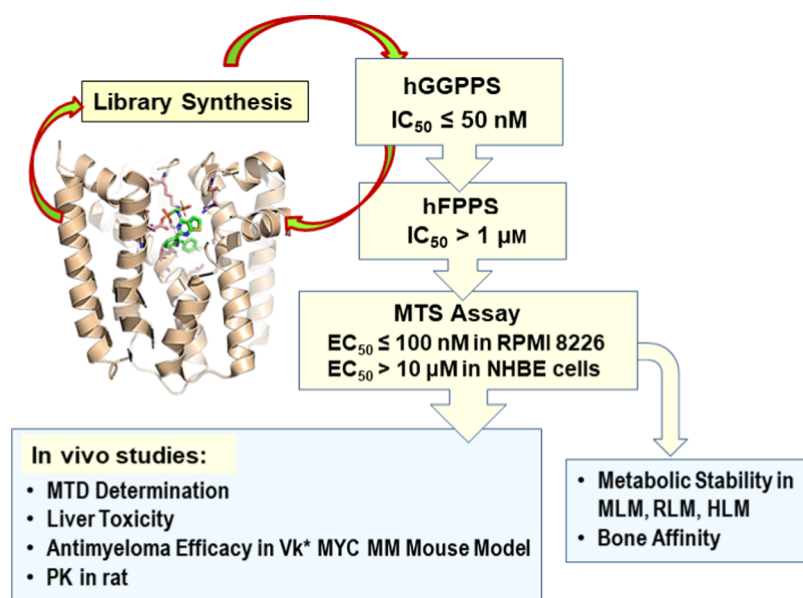 Library Synthesis
hGGPPS
IC50 ≤ 50 nM
hFPPS
IC50 > 1 μM
MTS Assay
EC50 ≤ 100 nM in RPMI 8226
EC50 > 10 μM in NHBE cells
In vivo studies:
• MTD Determination
• Liver Toxicity
• Antimyeloma Efficacy in Vk* MYC MM Mouse Model
• PK in rat
• Metabolic Stability in
MLM, RLM, HLM
• Bone Affinity